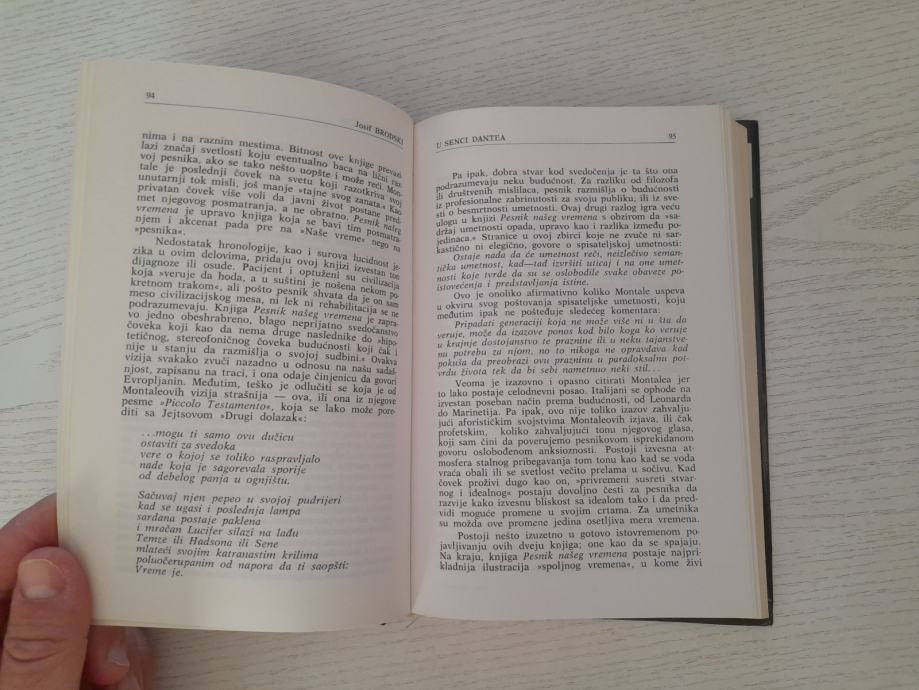 94
Josif BRODSKI
nima i na raznim mestima. Bitnost ove knjige prevazi
lazi značaj svetlosti koju eventualno baca na lični raz
voj pesnika, ako se tako nešto uopšte i može reći. Mon-
tale je poslednji čovek na svetu koji razotkriva svoj
unutarnji tok misli, još manje »tajne svog zanata.« Kao
privatan čovek više voli da javni život postane pred-
met njegovog posmatranja, a ne obratno. Pesnik našeg
vremena je upravo knjiga koja se bavi tim posmatra-
njem i akcenat pada pre na »Naše vreme« nego na
»pesnika«.
Nedostatak hronologije, kao i surova lucidnost je-
zika u ovim delovima, pridaju ovoj knjizi izvestan ton
dijagnoze ili osude. Pacijent i optuženi su civilizacija
koja »veruje da hoda, a u suštini je nošena nekom po-
kretnom trakom«, ali pošto pesnik shvata da je on sam
meso civilizacijskog mesa, ni lek ni rehabilitacija se ne
podrazumevaju. Knjiga Pesnik našeg vremena je zapra-
vo jedno obeshrabreno, blago neprijatno svedočanstvo
čoveka koji kao da nema druge naslednike do »hipo-
tetičnog, stereofoničnog čoveka budućnosti koji čak i
nije u stanju da razmišlja o svojoj sudbini.« Ovakva
vizija svakako zvuči nazadno u odnosu na našu sadaš-
njost, zapisanu na traci, i ona odaje činjenicu da govori
Evropljanin. Međutim, teško je odlučiti se koja je od
Montaleovih vizija strašnija — ova, ili ona iz njegove
pesme »Piccolo Testamento«, koja se lako može pore-
diti sa Jejtsovom »Drugi dolazak«:
...mogu ti samo ovu dužicu
ostaviti za svedoka
vere o kojoj se toliko raspravljalo
nade koja je sagorevala sporije
od debelog panja u ognjištu.
Sačuvaj njen pepeo u svojoj pudrijeri
kad se ugasi i poslednja lampa
sardana postaje paklena
i mračan Lucifer silazi na lađu
Temze ili Hadsona ili Sene
mlateći svojim katranastim krilima
poluočerupanim od napora da ti saopšti:
Vreme je.
U SENCI DANTEA
95
Pa ipak, dobra stvar kod svedočenja je ta što ona
podrazumevaju neku budućnost. Za razliku od filozofa
ili društvenih mislilaca, pesnik razmišlja o budućnosti
iz profesionalne zabrinutosti za svoju publiku, ili iz sve-
sti o besmrtnosti umetnosti. Ovaj drugi razlog igra veću
ulogu u knjizi Pesnik našeg vremena s obzirom da »sa-
držaj umetnosti opada, upravo kao i razlika između po-
jedinaca.« Stranice u ovoj zbirci koje ne zvuče ni sar-
kastično ni elegično, govore o spisateljskoj umetnosti:
Ostaje nada da će umetnost reči, neizlečivo seman-
tička umetnost, kad—tad izvršiti uticaj i na one umet-
nosti koje tvrde da su se oslobodile svake obaveze po-
istovećenja i predstavljanja istine.
Ovo je onoliko afirmativno koliko Montale uspeva
u okviru svog poštovanja spisateljske umetnosti, koju
međutim ipak ne pošteđuje sledećeg komentara:
Pripadati generaciji koja ne može više ni u šta da
veruje, može da izazove ponos kod bilo koga ko veruje
u krajnje dostojanstvo te praznine ili u neku tajanstve-
nu potrebu za njom, no to nikoga ne opravdava kad
pokuša da preobrazi ovu prazninu u paradoksalnu pot-
vrdu života tek da bi sebi nametnuo neki stil...
Veoma je izazovno i opasno citirati Montalea jer
to lako postaje celodnevni posao. Italijani se ophode na
izvestan poseban način prema budućnosti, od Leonarda
do Marinetija. Pa ipak, ovo nije toliko izazov zahvalju-
jući aforističkim svojstvima Montaleovih izjava, ili čak
profetskim, koliko zahvaljujući tonu njegovog glasa,
koji sam čini da poverujemo pesnikovom isprekidanom
govoru oslobođenom anksioznosti. Postoji izvesna at-
mosfera stalnog pribegavanja tom tonu kao kad se voda
vraća obali ili se svetlost večito prelama u sočivu. Kad
čovek proživi dugo kao on, »privremeni susreti stvar-
nog i idealnog« postaju dovoljno česti za pesnika da
razvije kako izvesnu bliskost sa idealom tako i da pred-
vidi moguće promene u svojim crtama. Za umetnika
su možda ove promene jedina osetljiva mera vremena.
Postoji nešto izuzetno u gotovo istovremenom po-
javljivanju ovih dveju knjiga; one kao da se spajaju.
Na kraju, knjiga Pesnik našeg vremena postaje najpri-
kladnija ilustracija »spoljnog vremena«, u kome živi